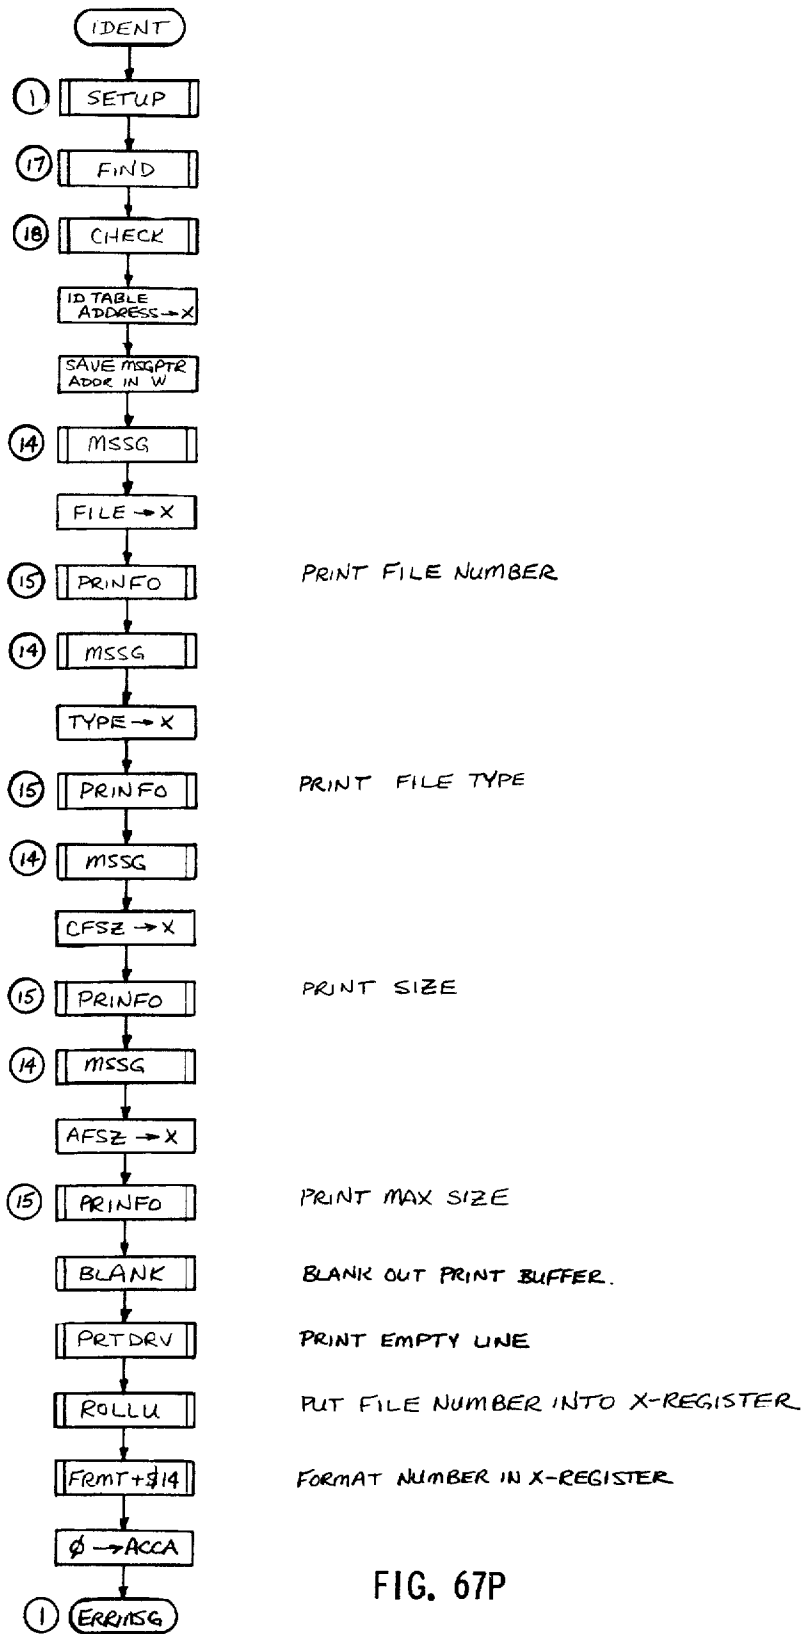 IDENT
1 SETUP
17 FIND
18 CHECK
ID TABLE
ADDRESS → X
SAVE MSGPTR
ADDR IN W
14 MSSG
FILE → X
15 PRINFO PRINT FILE NUMBER
14 MSSG
TYPE → X
15 PRINFO PRINT FILE TYPE
14 MSSG
CFSZ → X
15 PRINFO PRINT SIZE
14 MSSG
AFSZ → X
15 PRINFO PRINT MAX SIZE
BLANK BLANK OUT PRINT BUFFER.
PRTDRV PRINT EMPTY LINE
ROLLU PUT FILE NUMBER INTO X-REGISTER
FRMT+$14 FORMAT NUMBER IN X-REGISTER
Ø → ACCA
1 ERRMSG
FIG. 67P